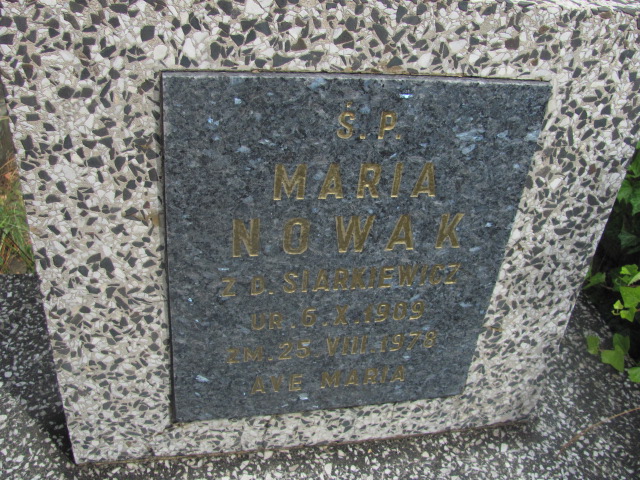 Ś.P.
MARIA
NOWAK
Z D. SIARKIEWICZ
UR. 6.X.1909
ZM. 25 VIII 1978
AVE MARIA